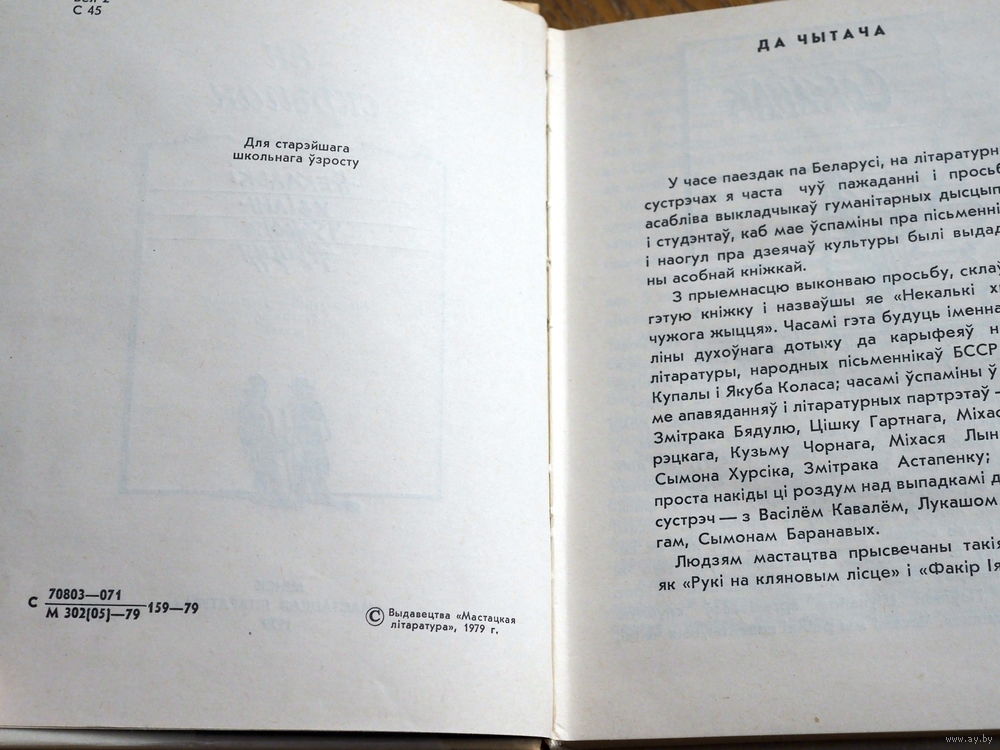 С 45
Для старэйшага
школьнага ўзросту
С 70803—071 159—79
М 302(05)—79
© Выдавецтва «Мастацкая
літаратура», 1979 г.
ДА ЧЫТАЧА
У часе паездак па Беларусі, на літаратурн
сустрэчах я часта чуў пажаданні і просьб
асабліва выкладчыкаў гуманітарных дысцып
і студэнтаў, каб мае ўспаміны пра пісьменні
і наогул пра дзеячаў культуры былі выдад
ны асобнай кніжкай.
З прыемнасцю выконваю просьбу, склаў
гэтую кніжку і назваўшы яе «Некалькі х
чужога жыцця». Часамі гэта будуць іменна
ліны духоўнага дотыку да карыфеяў н
літаратуры, народных пісьменнікаў БССР
Купалы і Якуба Коласа; часамі ўспаміны ў
ме апавяданняў і літаратурных партрэтаў —
Змітрака Бядулю, Цішку Гартнага, Міхас
рэцкага, Кузьму Чорнага, Міхася Лын
Сымона Хурсіка, Змітрака Астапенку;
проста накіды ці роздум над выпадкамі д
сустрэч — з Васілём Кавалём, Лукашом
гам, Сымонам Баранавых.
Людзям мастацтва прысвечаны такія
як «Рукі на кляновым лісце» і «Факір Ія
www.ay.by